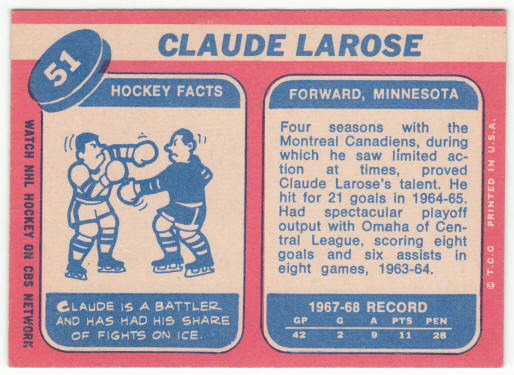 51
CLAUDE LAROSE
WATCH NHL HOCKEY ON CBS NETWORK
HOCKEY FACTS
CLAUDE IS A BATTLER
AND HAS HAD HIS SHARE
OF FIGHTS ON ICE.
FORWARD, MINNESOTA
Four seasons with the
Montreal Canadiens, during
which he saw limited ac-
tion at times, proved
Claude Larose's talent. He
hit for 21 goals in 1964-65.
Had spectacular playoff
output with Omaha of Cen-
tral League, scoring eight
goals and six assists in
eight games, 1963-64.
1967-68 RECORD
GP G A PTS PEN
42 2 9 11 28
© T.C.G PRINTED IN U.S.A.